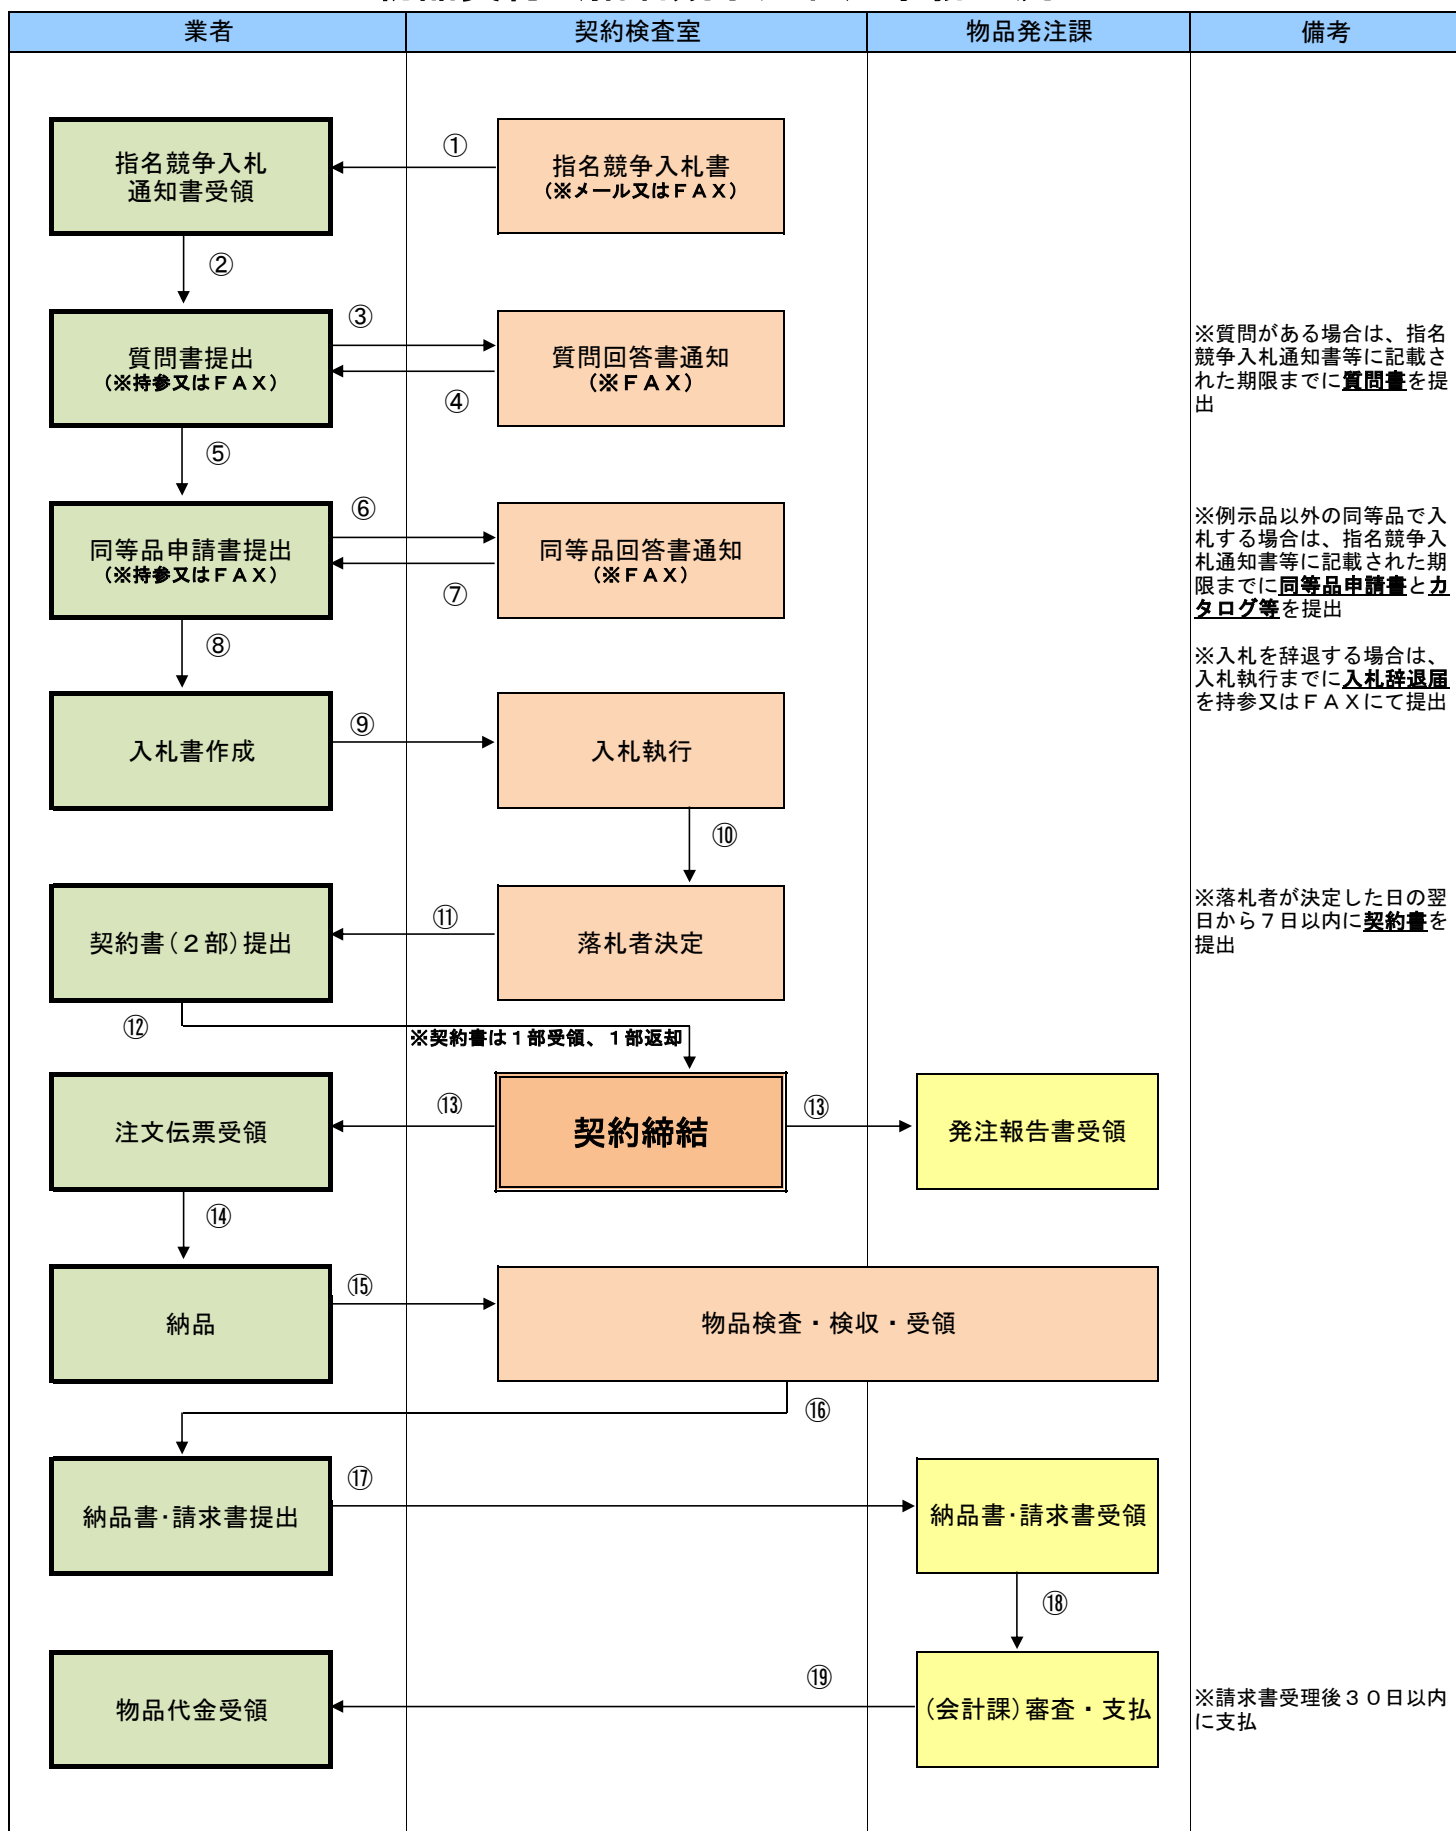 業者
契約検査室
物品発注課
備考
指名競争入札
通知書受領
①
指名競争入札書
(※メール又はFAX)
②
質問書提出
(※持参又はFAX)
③
④
質問回答書通知
(※FAX)
※質問がある場合は、指名
競争入札通知書等に記載さ
れた期限までに質問書を提
出
⑤
同等品申請書提出
(※持参又はFAX)
⑥
⑦
同等品回答書通知
(※FAX)
※例示品以外の同等品で入
札する場合は、指名競争入
札通知書等に記載された期
限までに同等品申請書とカ
タログ等を提出
⑧
※入札を辞退する場合は、
入札執行までに入札辞退届
を持参又はFAXにて提出
入札書作成
⑨
入札執行
⑩
契約書(2部)提出
⑪
落札者決定
※落札者が決定した日の翌
日から7日以内に契約書を
提出
⑫
※契約書は1部受領、1部返却
注文伝票受領
⑬
契約締結
⑬
発注報告書受領
⑭
納品
⑮
物品検査・検収・受領
⑯
納品書・請求書提出
⑰
納品書・請求書受領
⑱
物品代金受領
⑲
(会計課)審査・支払
※請求書受理後30日以内
に支払